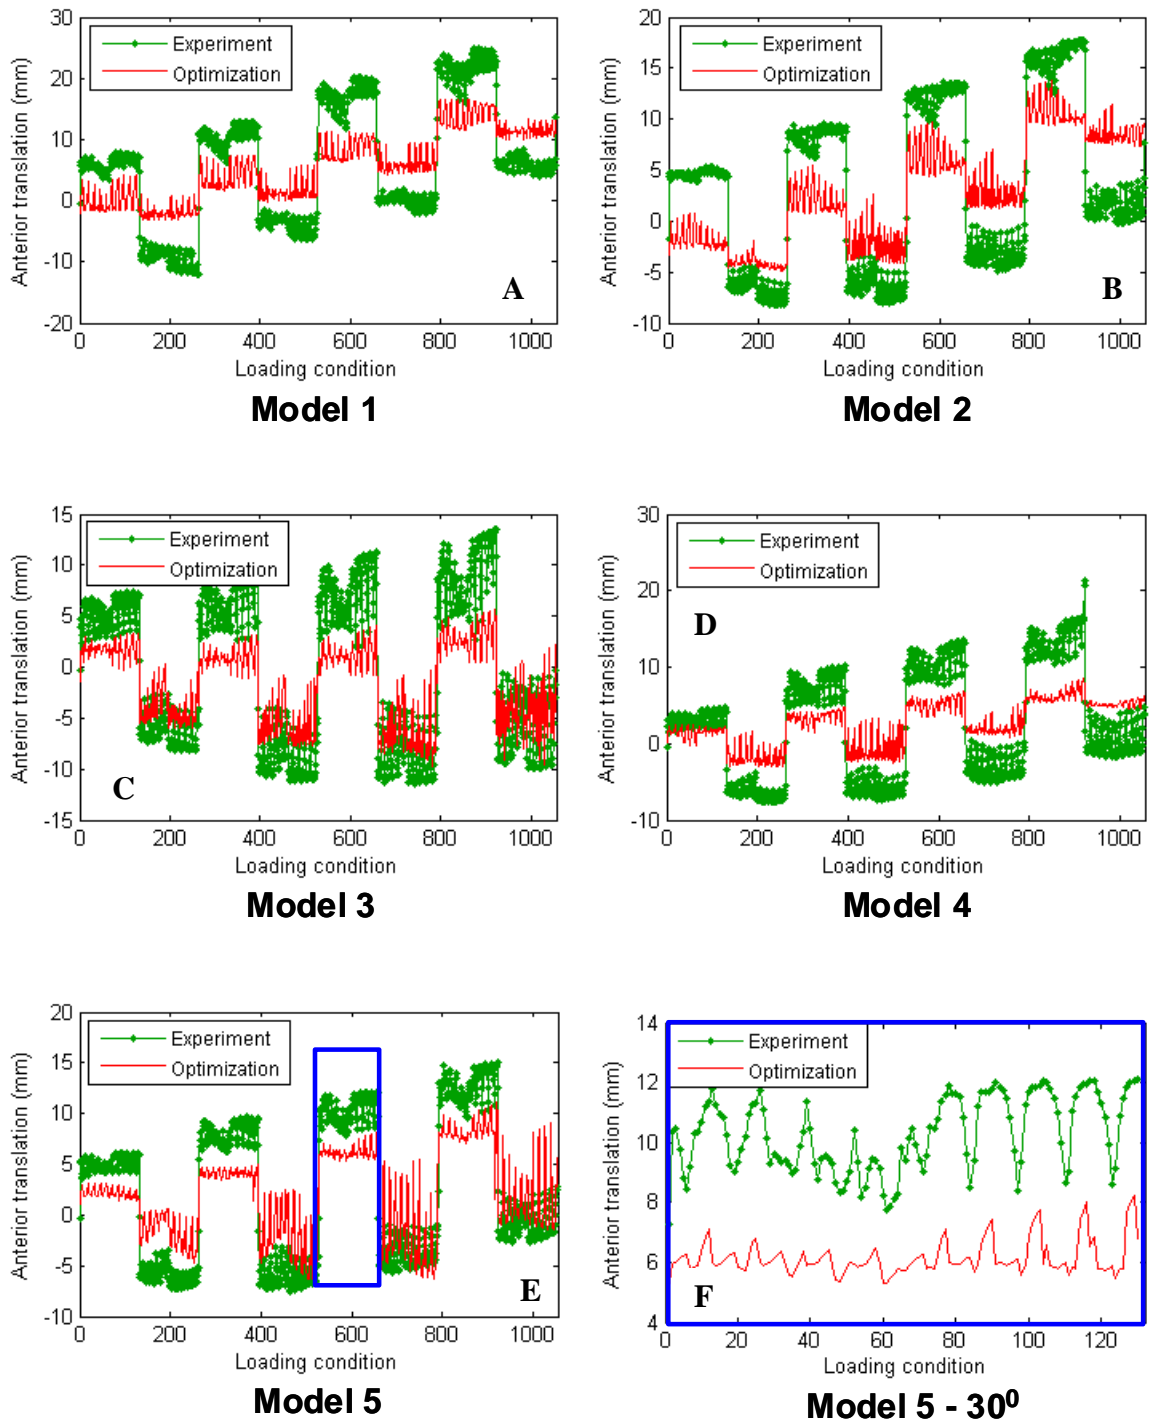 30
20
10
0
-10
-20
0 200 400 600 800 1000
Anterior translation (mm)
Loading condition
Experiment
Optimization
A
Model 1
20
15
10
5
0
-5
-10
0 200 400 600 800 1000
Anterior translation (mm)
Loading condition
Experiment
Optimization
B
Model 2
15
10
5
0
-5
-10
-15
0 200 400 600 800 1000
Anterior translation (mm)
Loading condition
Experiment
Optimization
C
Model 3
30
20
10
0
-10
0 200 400 600 800 1000
Anterior translation (mm)
Loading condition
Experiment
Optimization
D
Model 4
20
15
10
5
0
-5
-10
0 200 400 600 800 1000
Anterior translation (mm)
Loading condition
Experiment
Optimization
E
Model 5
14
12
10
8
6
4
0 20 40 60 80 100 120
Anterior translation (mm)
Loading condition
Experiment
Optimization
F
Model 5 - 30⁰